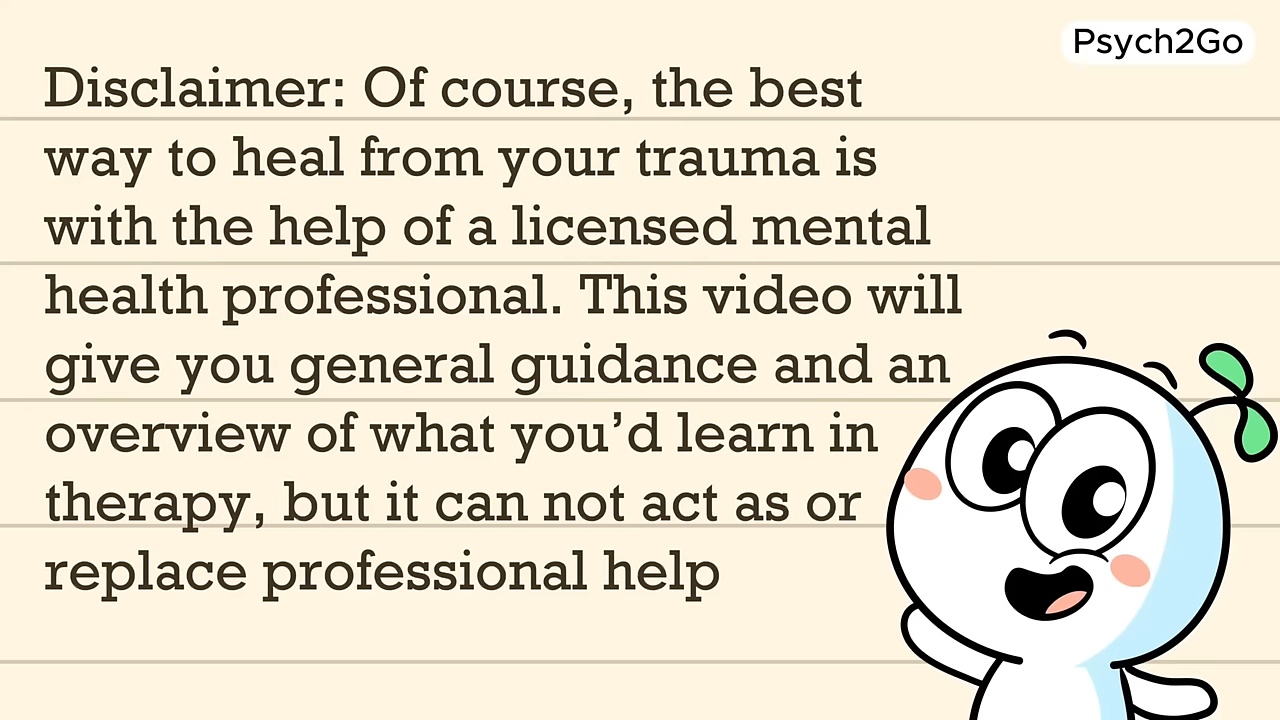 Psych2Go
Disclaimer: Of course, the best
way to heal from your trauma is
with the help of a licensed mental
health professional. This video will
give you general guidance and an
overview of what you’d learn in
therapy, but it can not act as or
replace professional help